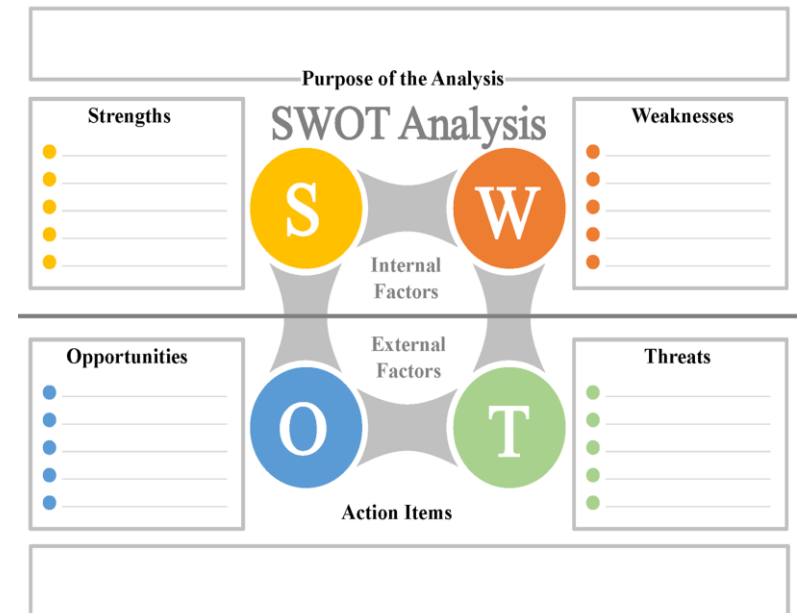 Purpose of the Analysis
Strengths
SWOT Analysis
Weaknesses
S
W
Internal
Factors
Opportunities
External
Factors
Threats
O
T
Action Items